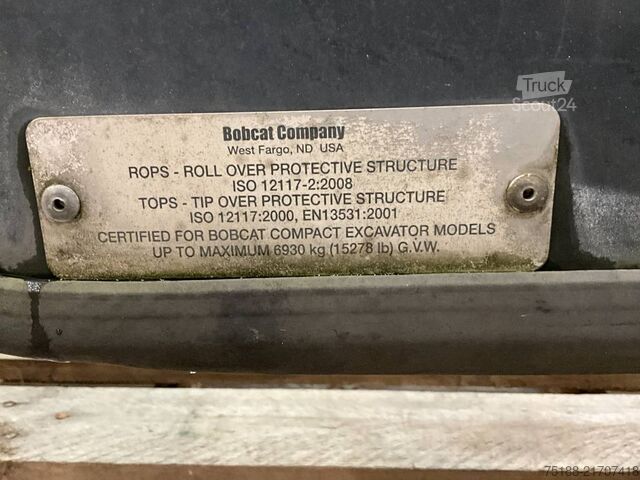 Truck
Scout24
Bobcat Company
West Fargo, ND USA
ROPS - ROLL OVER PROTECTIVE STRUCTURE
ISO 12117-2:2008
TOPS - TIP OVER PROTECTIVE STRUCTURE
ISO 12117:2000, EN13531:2001
CERTIFIED FOR BOBCAT COMPACT EXCAVATOR MODELS
UP TO MAXIMUM 6930 kg (15278 lb) G.V.W.
75188-21707418